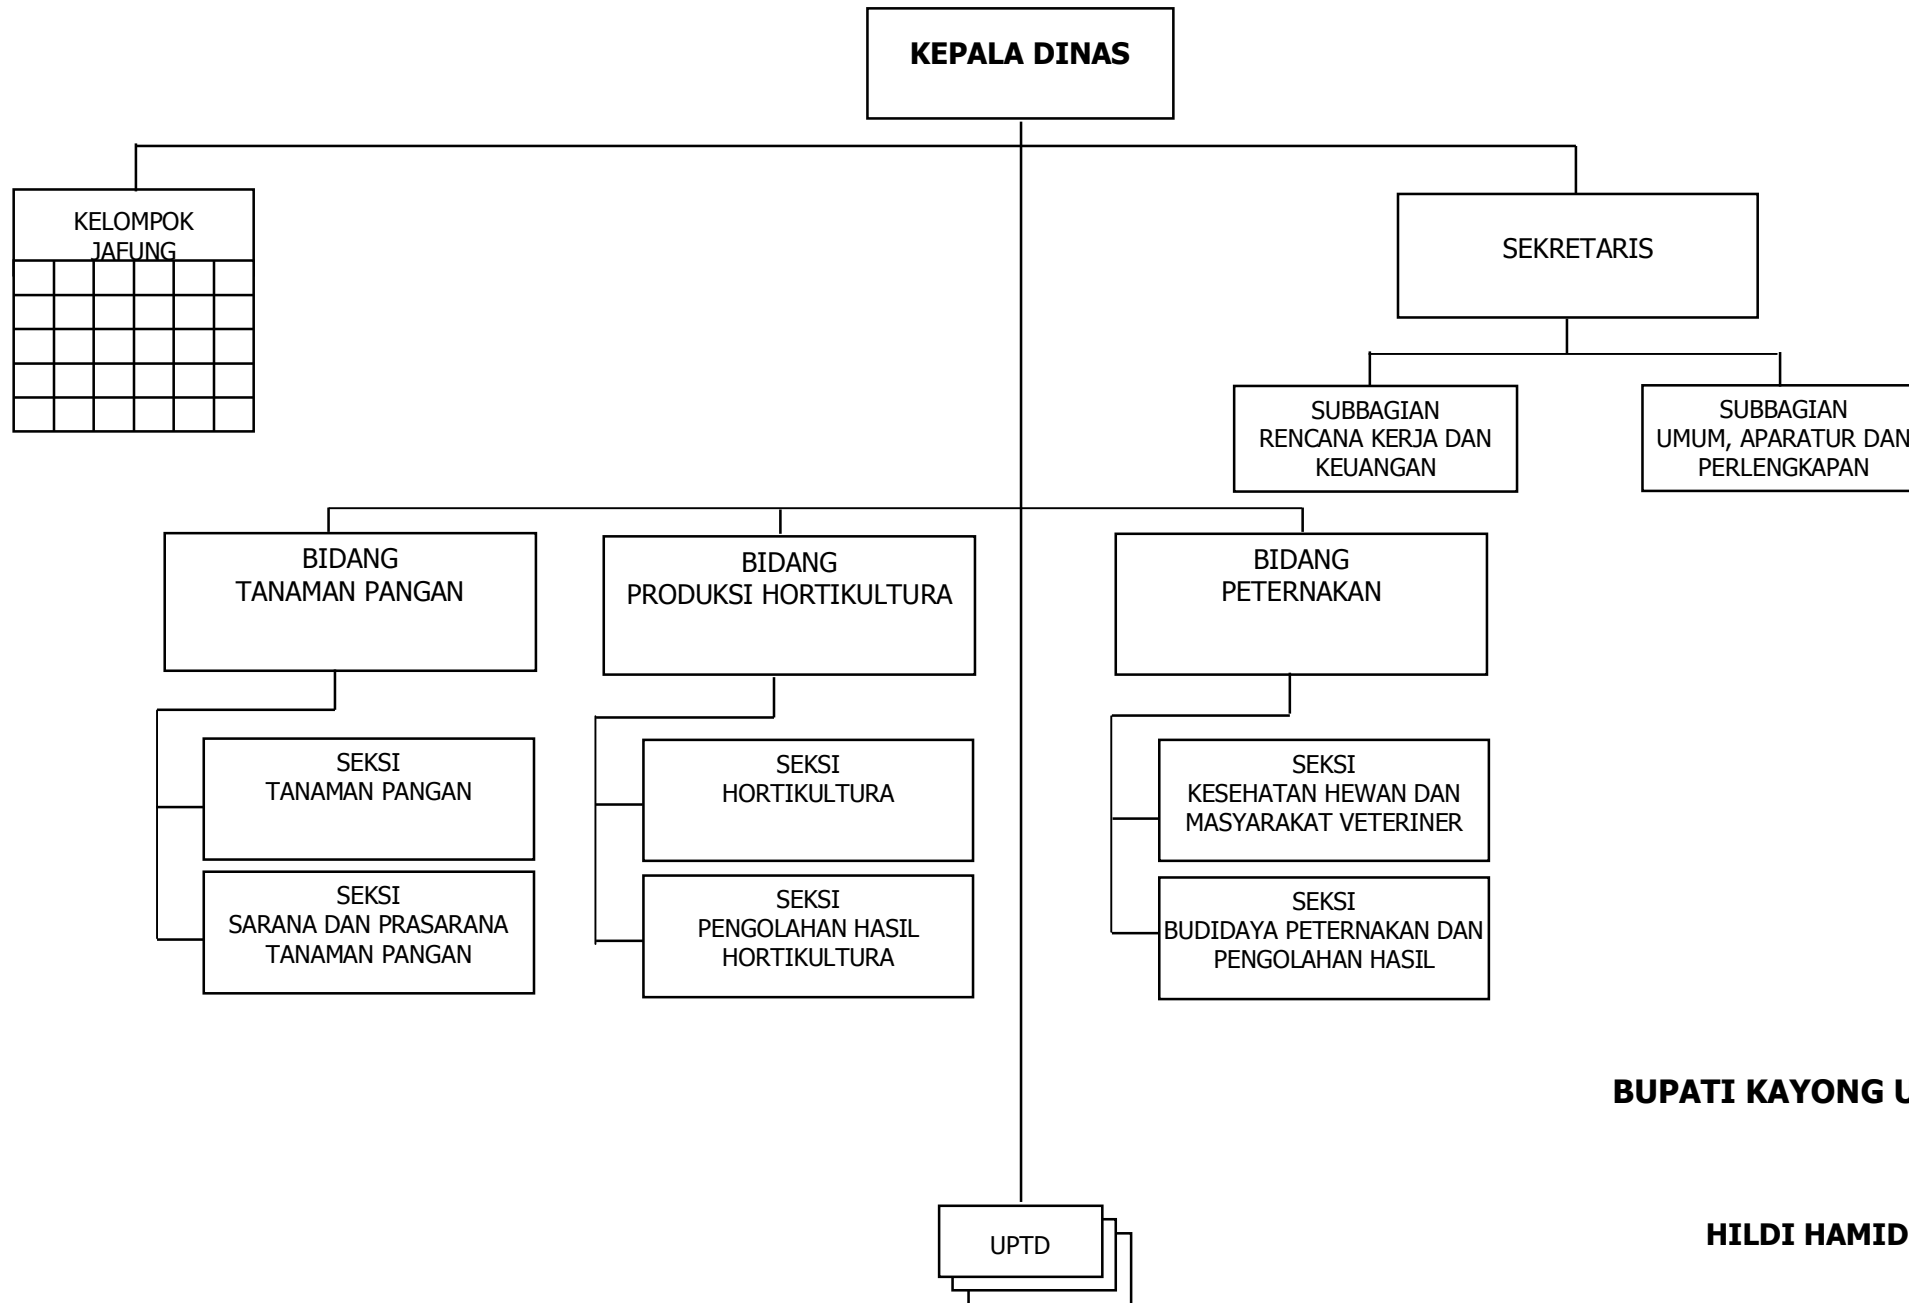 KEPALA DINAS
KELOMPOK
JAFUNG
SEKRETARIS
SUBBAGIAN
RENCANA KERJA DAN
KEUANGAN
SUBBAGIAN
UMUM, APARATUR DAN
PERLENGKAPAN
BIDANG
TANAMAN PANGAN
BIDANG
PRODUKSI HORTIKULTURA
BIDANG
PETERNAKAN
SEKSI
TANAMAN PANGAN
SEKSI
SARANA DAN PRASARANA
TANAMAN PANGAN
SEKSI
HORTIKULTURA
SEKSI
PENGOLAHAN HASIL
HORTIKULTURA
SEKSI
KESEHATAN HEWAN DAN
MASYARAKAT VETERINER
SEKSI
BUDIDAYA PETERNAKAN DAN
PENGOLAHAN HASIL
BUPATI KAYONG
UPTD
HILDI HAMID